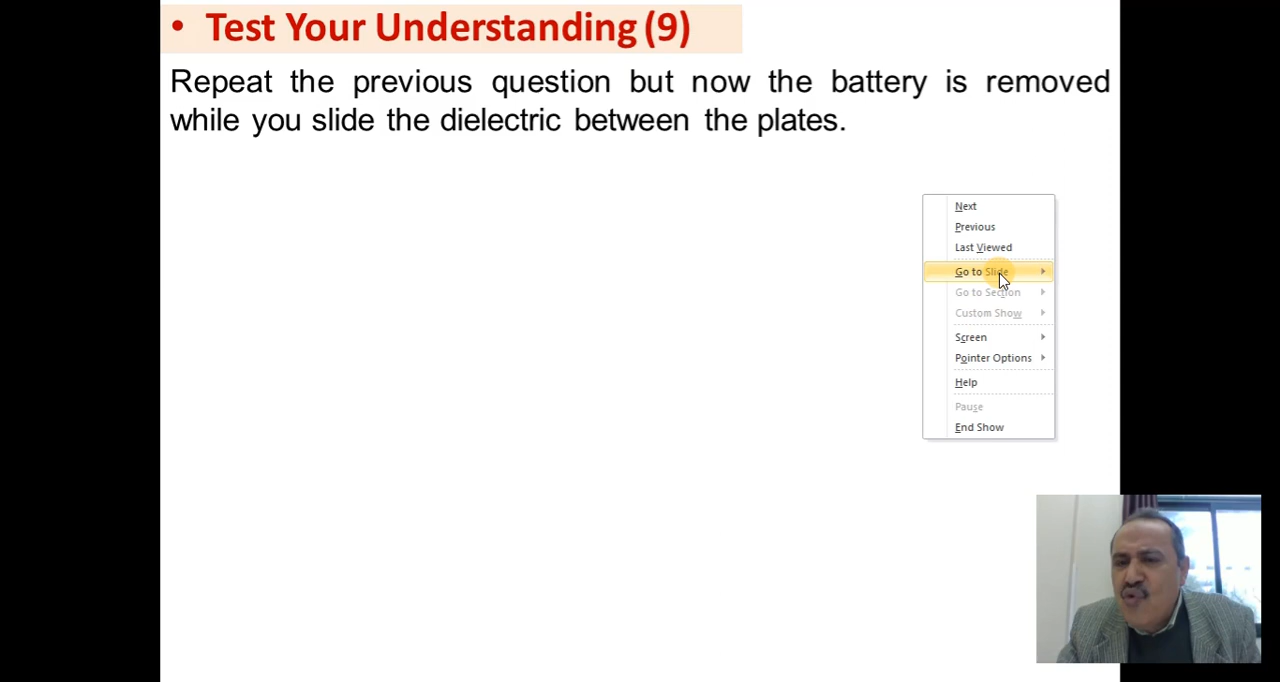 • Test Your Understanding (9)
Repeat the previous question but now the battery is removed
while you slide the dielectric between the plates.
Next
Previous
Last Viewed
Go to Slide
Go to Section
Custom Show
Screen
Pointer Options
Help
Pause
End Show